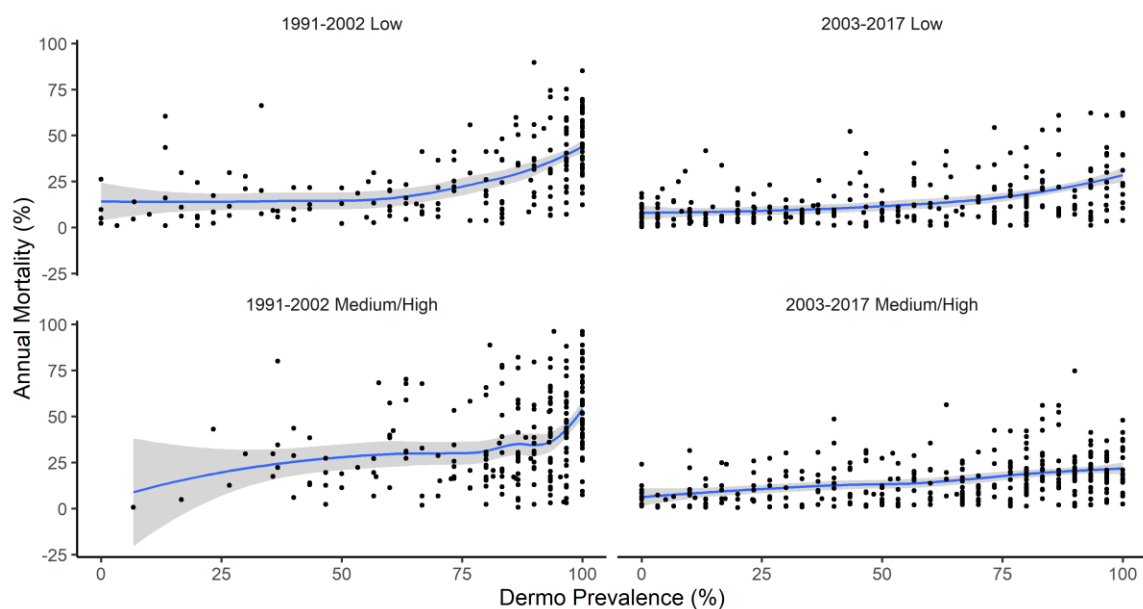 1991-2002 Low
2003-2017 Low
100
75
50
25
0
-25
1991-2002 Medium/High
2003-2017 Medium/High
100
75
50
25
0
-25
Annual Mortality (%)
0 25 50 75 100 0 25 50 75 100
Dermo Prevalence (%)